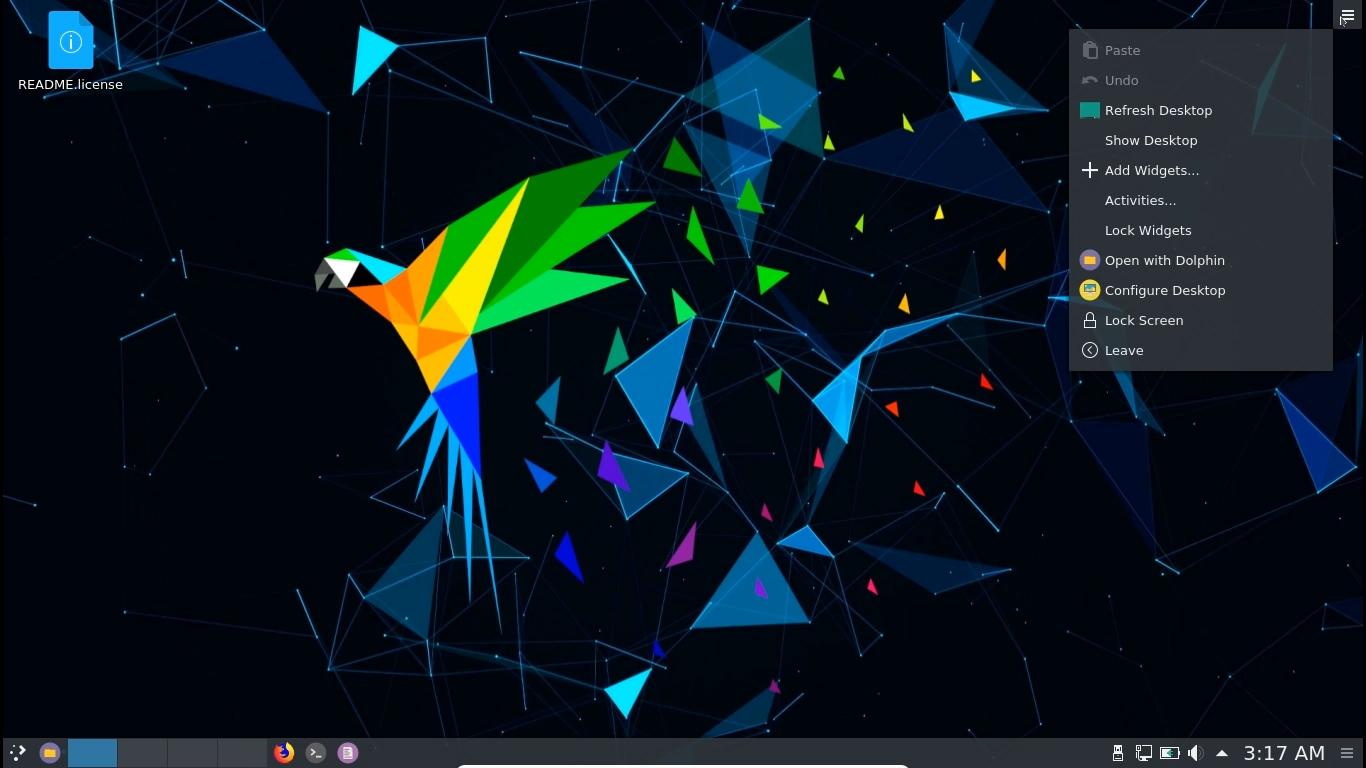 README.license
Paste
Undo
Refresh Desktop
Show Desktop
Add Widgets...
Activities...
Lock Widgets
Open with Dolphin
Configure Desktop
Lock Screen
Leave
3:17 AM